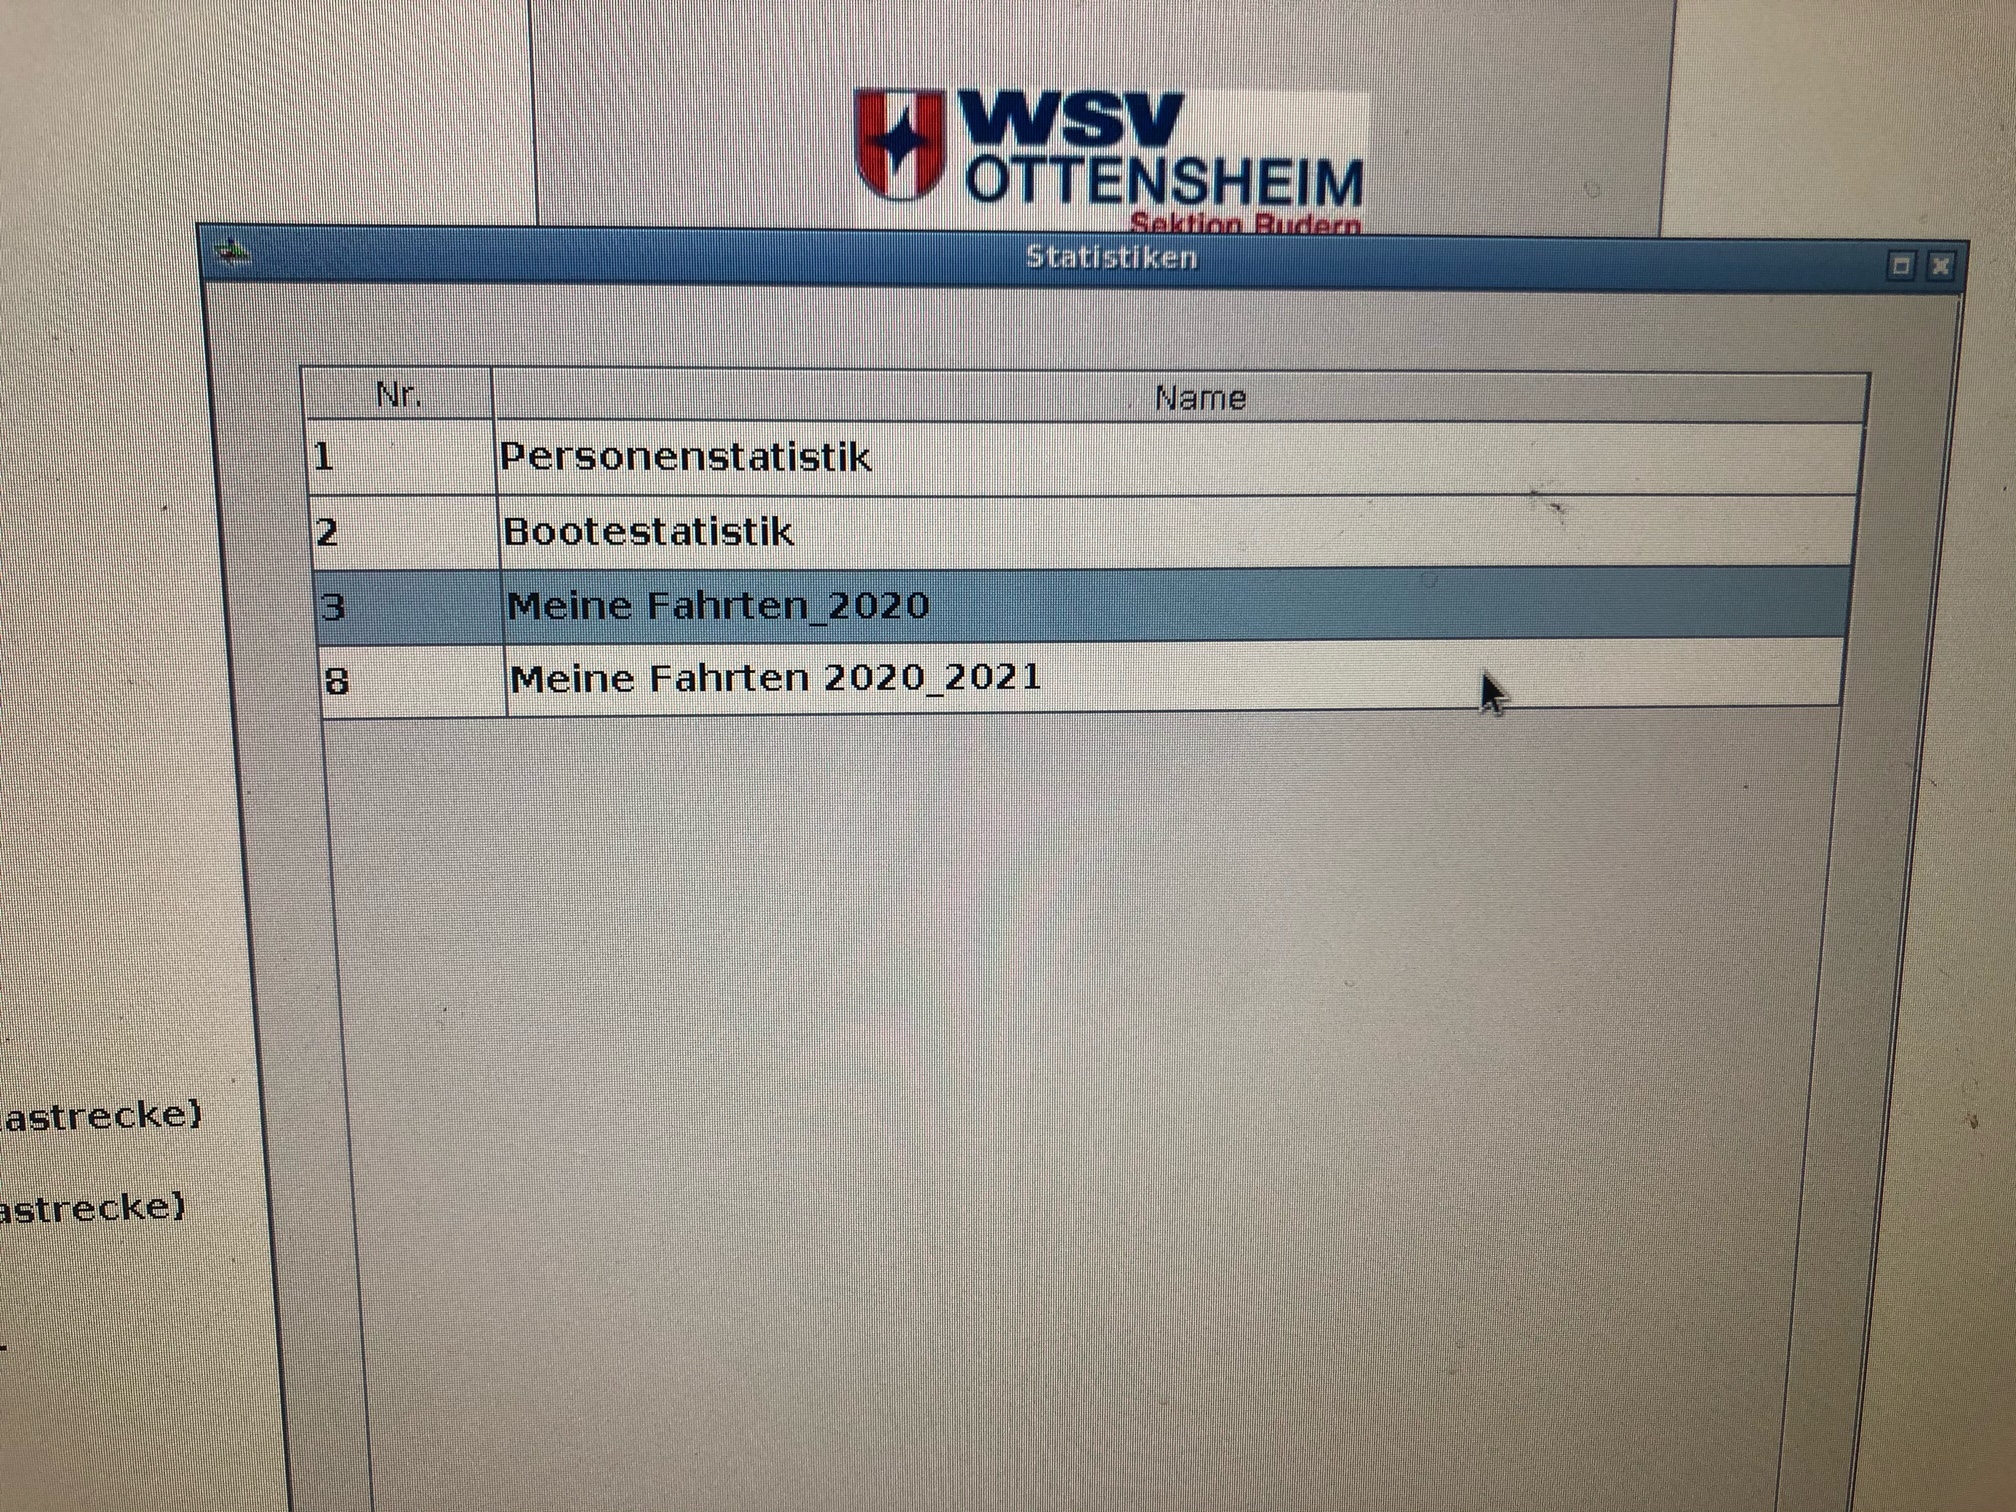 WSV
OTTENSHEIM
Sektion Rudern
Statistiken
Nr. Name
1 Personenstatistik
2 Bootestatistik
3 Meine Fahrten_2020
8 Meine Fahrten 2020_2021
astrecke}
astrecke}